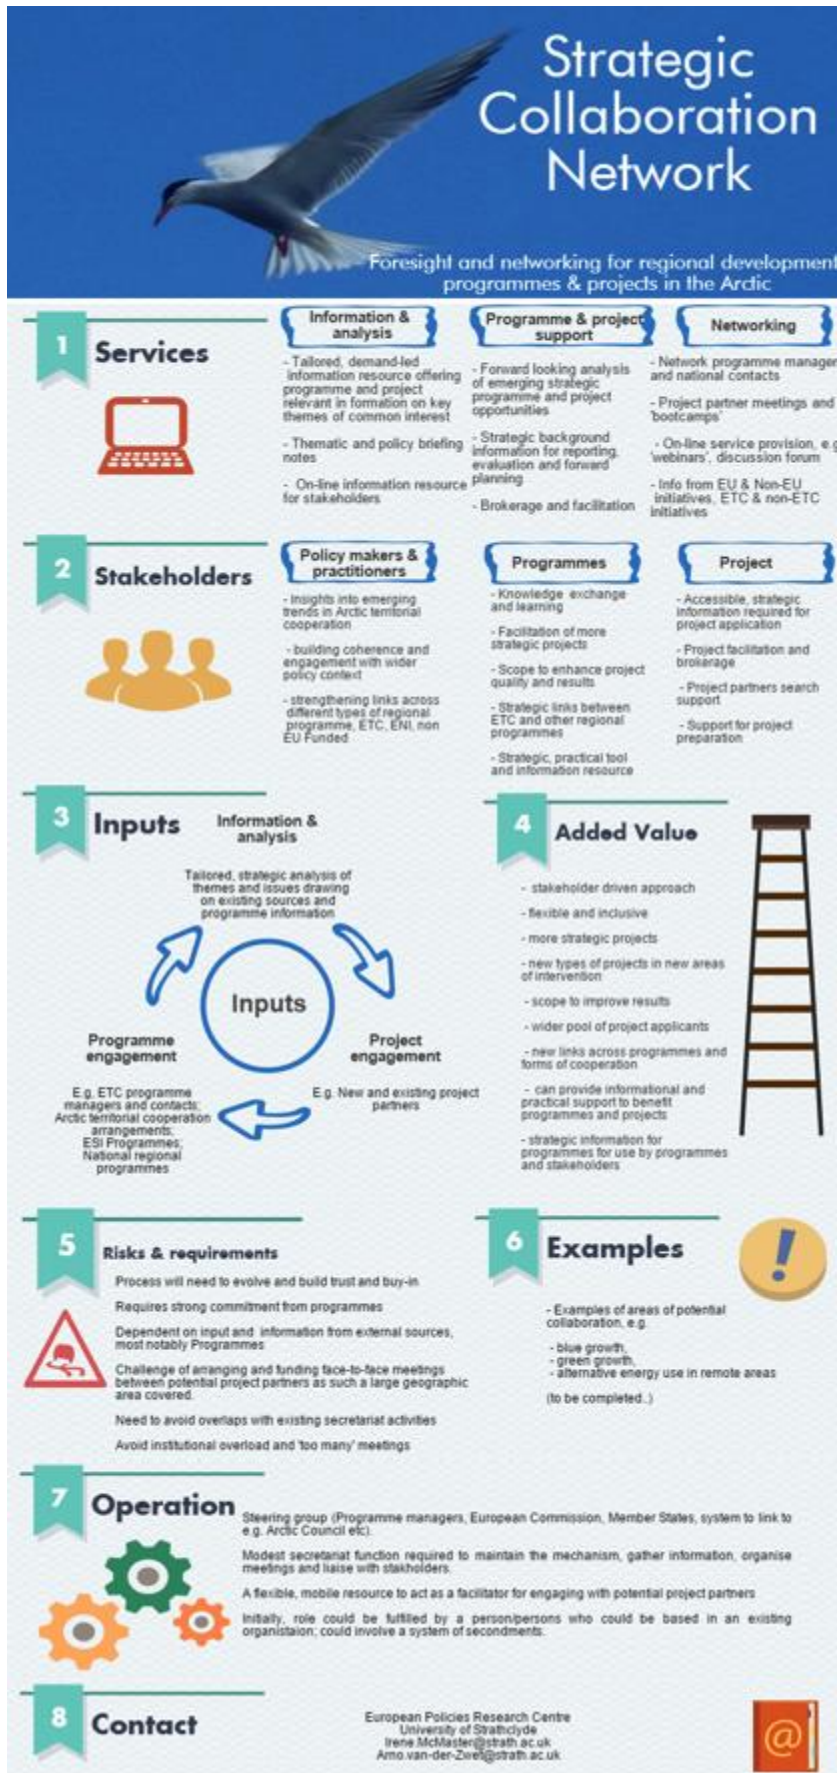 Strategic
Collaboration
Network
Foresight and networking for regional development
programmes & projects in the Arctic
1
Services
Information &
analysis
- Tailored, demand-led
information resource offering
programme and project
relevant in formation on key
themes of common interest
- Thematic and policy briefing
notes
- On-line information resource
for stakeholders
Programme & project
support
- Forward looking analysis
of emerging strategic
programme and project
opportunities
- Strategic background
information for reporting,
evaluation and forward
planning
- Brokerage and facilitation
Networking
- Network programme manager
and national contacts
- Project partner meetings and
'bootcamps'
- On-line service provision, e.g
'webinars', discussion forum
- Info from EU & Non-EU
initiatives, ETC & non-ETC
initiatives
2
Stakeholders
Policy makers &
practitioners
- Insights into emerging
trends in Arctic territorial
cooperation
- building coherence and
engagement with wider
policy context
- strengthening links across
different types of regional
programme, ETC, ENI, non
EU Funded
Programmes
- Knowledge exchange
and learning
- Facilitation of more
strategic projects
- Scope to enhance project
quality and results
- Strategic links between
ETC and other regional
programmes
- Strategic, practical tool
and information resource
Project
- Accessible, strategic
information required for
project application
- Project facilitation and
brokerage
- Project partners search
support
- Support for project
preparation
3
Inputs
Information &
analysis
Tailored, strategic analysis of
themes and issues drawing
on existing sources and
programme information
Inputs
Programme
engagement
E.g. ETC programme
managers and contacts;
Arctic territorial cooperation
arrangements;
ESI Programmes;
National regional
programmes
Project
engagement
E.g. New and existing project
partners
4
Added Value
- stakeholder driven approach
- flexible and inclusive
- more strategic projects
- new types of projects in new areas
of intervention
- scope to improve results
- wider pool of project applicants
- new links across programmes and
forms of cooperation
- can provide informational and
practical support to benefit
programmes and projects
- strategic information for
programmes for use by programmes
and stakeholders
5
Risks & requirements
Process will need to evolve and build trust and buy-in
Requires strong commitment from programmes
Dependent on input and information from external sources,
most notably Programmes
Challenge of arranging and funding face-to-face meetings
between potential project partners as such a large geographic
area covered.
Need to avoid overlaps with existing secretariat activities
Avoid institutional overload and 'too many' meetings
6
Examples
!
- Examples of areas of potential
collaboration, e.g.
- blue growth,
- green growth,
- alternative energy use in remote areas
(to be completed..)
7
Operation
Steering group (Programme managers, European Commission, Member States, system to link to
e.g. Arctic Council etc).
Modest secretariat function required to maintain the mechanism, gather information, organise
meetings and liaise with stakholders.
A flexible, mobile resource to act as a facilitator for engaging with potential project partners
Initially, role could be fulfilled by a person/persons who could be based in an existing
organistaion; could involve a system of secondments.
8
Contact
European Policies Research Centre
University of Strathclyde
Irene.McMaster@strath.ac.uk
Arno.van-der-Zwet@strath.ac.uk
@